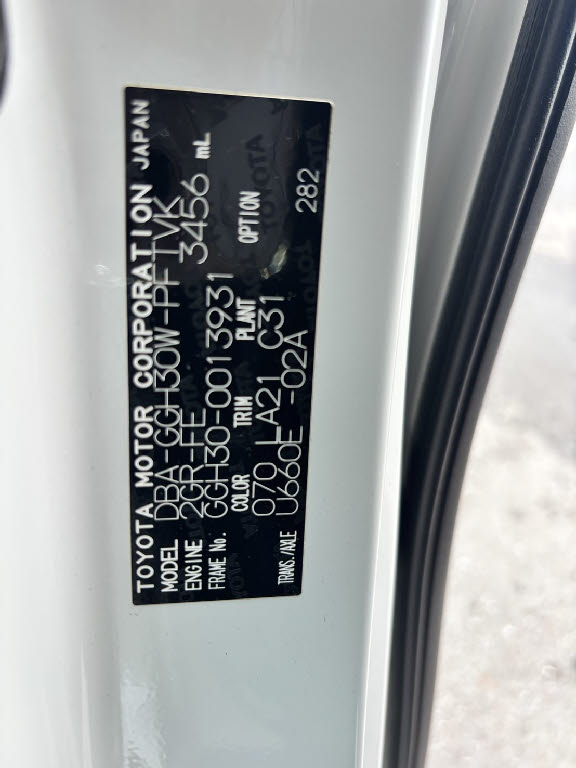 TOYOTA MOTOR CORPORATION JAPAN
MODEL DBA-GGH30W-PFTVK
ENGINE 2GR-FE 3456 mL
FRAME No. GGH30-0013931
COLOR TRIM PLANT OPTION
070 LA21 C31 282
TRANS./AXLE U660E -02A